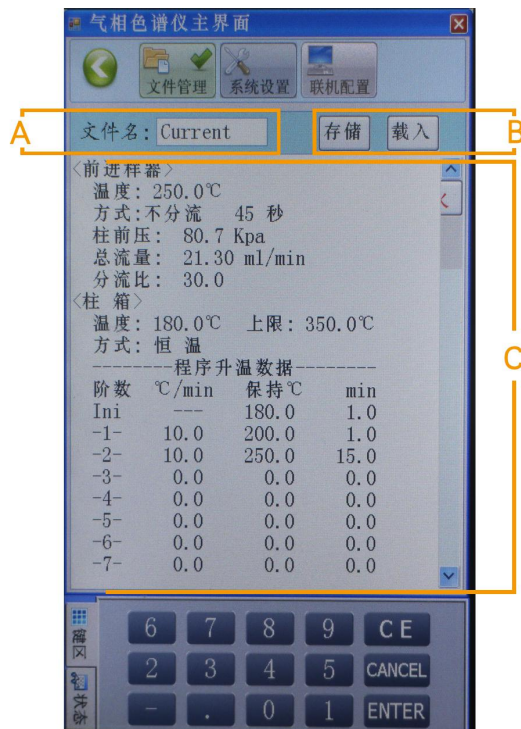 气相色谱仪主界面
文件管理 系统设置 联机配置
A 文件名: Current 存储 载入 B
<前进样器>
温度: 250.0℃
方式:不分流 45 秒
柱前压: 80.7 Kpa
总流量: 21.30 ml/min
分流比: 30.0
<柱 箱>
温度: 180.0℃ 上限: 350.0℃
方式: 恒 温
C
--------程序升温数据--------
阶数 ℃/min 保持℃ min
Ini --- 180.0 1.0
-1- 10.0 200.0 1.0
-2- 10.0 250.0 15.0
-3- 0.0 0.0 0.0
-4- 0.0 0.0 0.0
-5- 0.0 0.0 0.0
-6- 0.0 0.0 0.0
-7- 0.0 0.0 0.0
键区
状态
6 7 8 9 CE
2 3 4 5 CANCEL
- . 0 1 ENTER